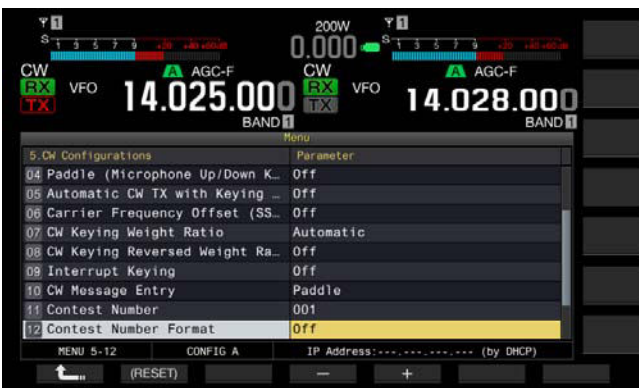 1 200W 1
S 1 3 5 7 9 +20 +40 +60dB 0.000 S 1 3 5 7 9 +20 +40 +60dB
CW A AGC-F CW A AGC-F
RX VFO 14.025.000 RX VFO 14.028.000
TX TX
BAND 1 BAND 1
Menu
5.CW Configurations Parameter
04 Paddle (Microphone Up/Down K… Off
05 Automatic CW TX with Keying … Off
06 Carrier Frequency Offset (SS… Off
07 CW Keying Weight Ratio Automatic
08 CW Keying Reversed Weight Ra… Off
09 Interrupt Keying Off
10 CW Message Entry Paddle
11 Contest Number 001
12 Contest Number Format Off
MENU 5-12 CONFIG A IP Address:---.---.---.--- (by DHCP)
(RESET) − +